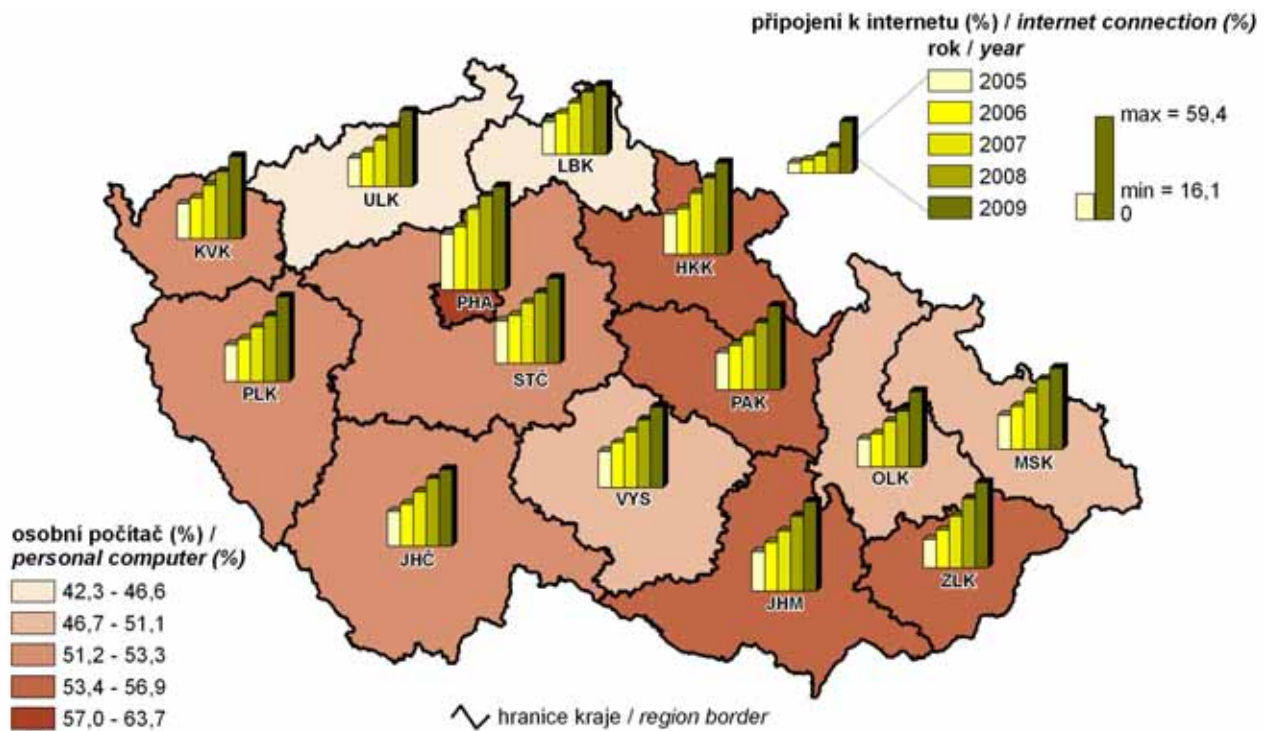 připojení k internetu (%) / internet connection (%)
rok / year
2005
2006
2007
2008
2009
max = 59,4
min = 16,1
0
LBK
ULK
KVK
HKK
PHA
STČ
PLK
PAK
MSK
OLK
VYS
JHČ
ZLK
JHM
osobní počítač (%) /
personal computer (%)
42,3 - 46,6
46,7 - 51,1
51,2 - 53,3
53,4 - 56,9
57,0 - 63,7
hranice kraje / region border